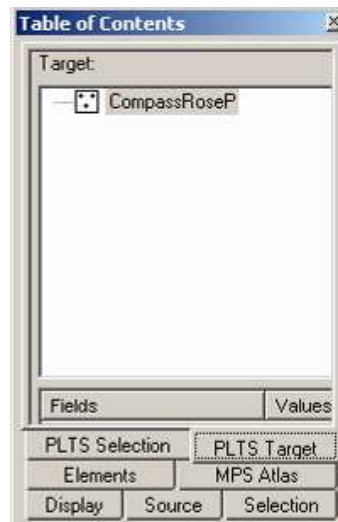 Table of Contents
Target:
CompassRoseP
Fields Values
PLTS Selection PLTS Target
Elements MPS Atlas
Display Source Selection